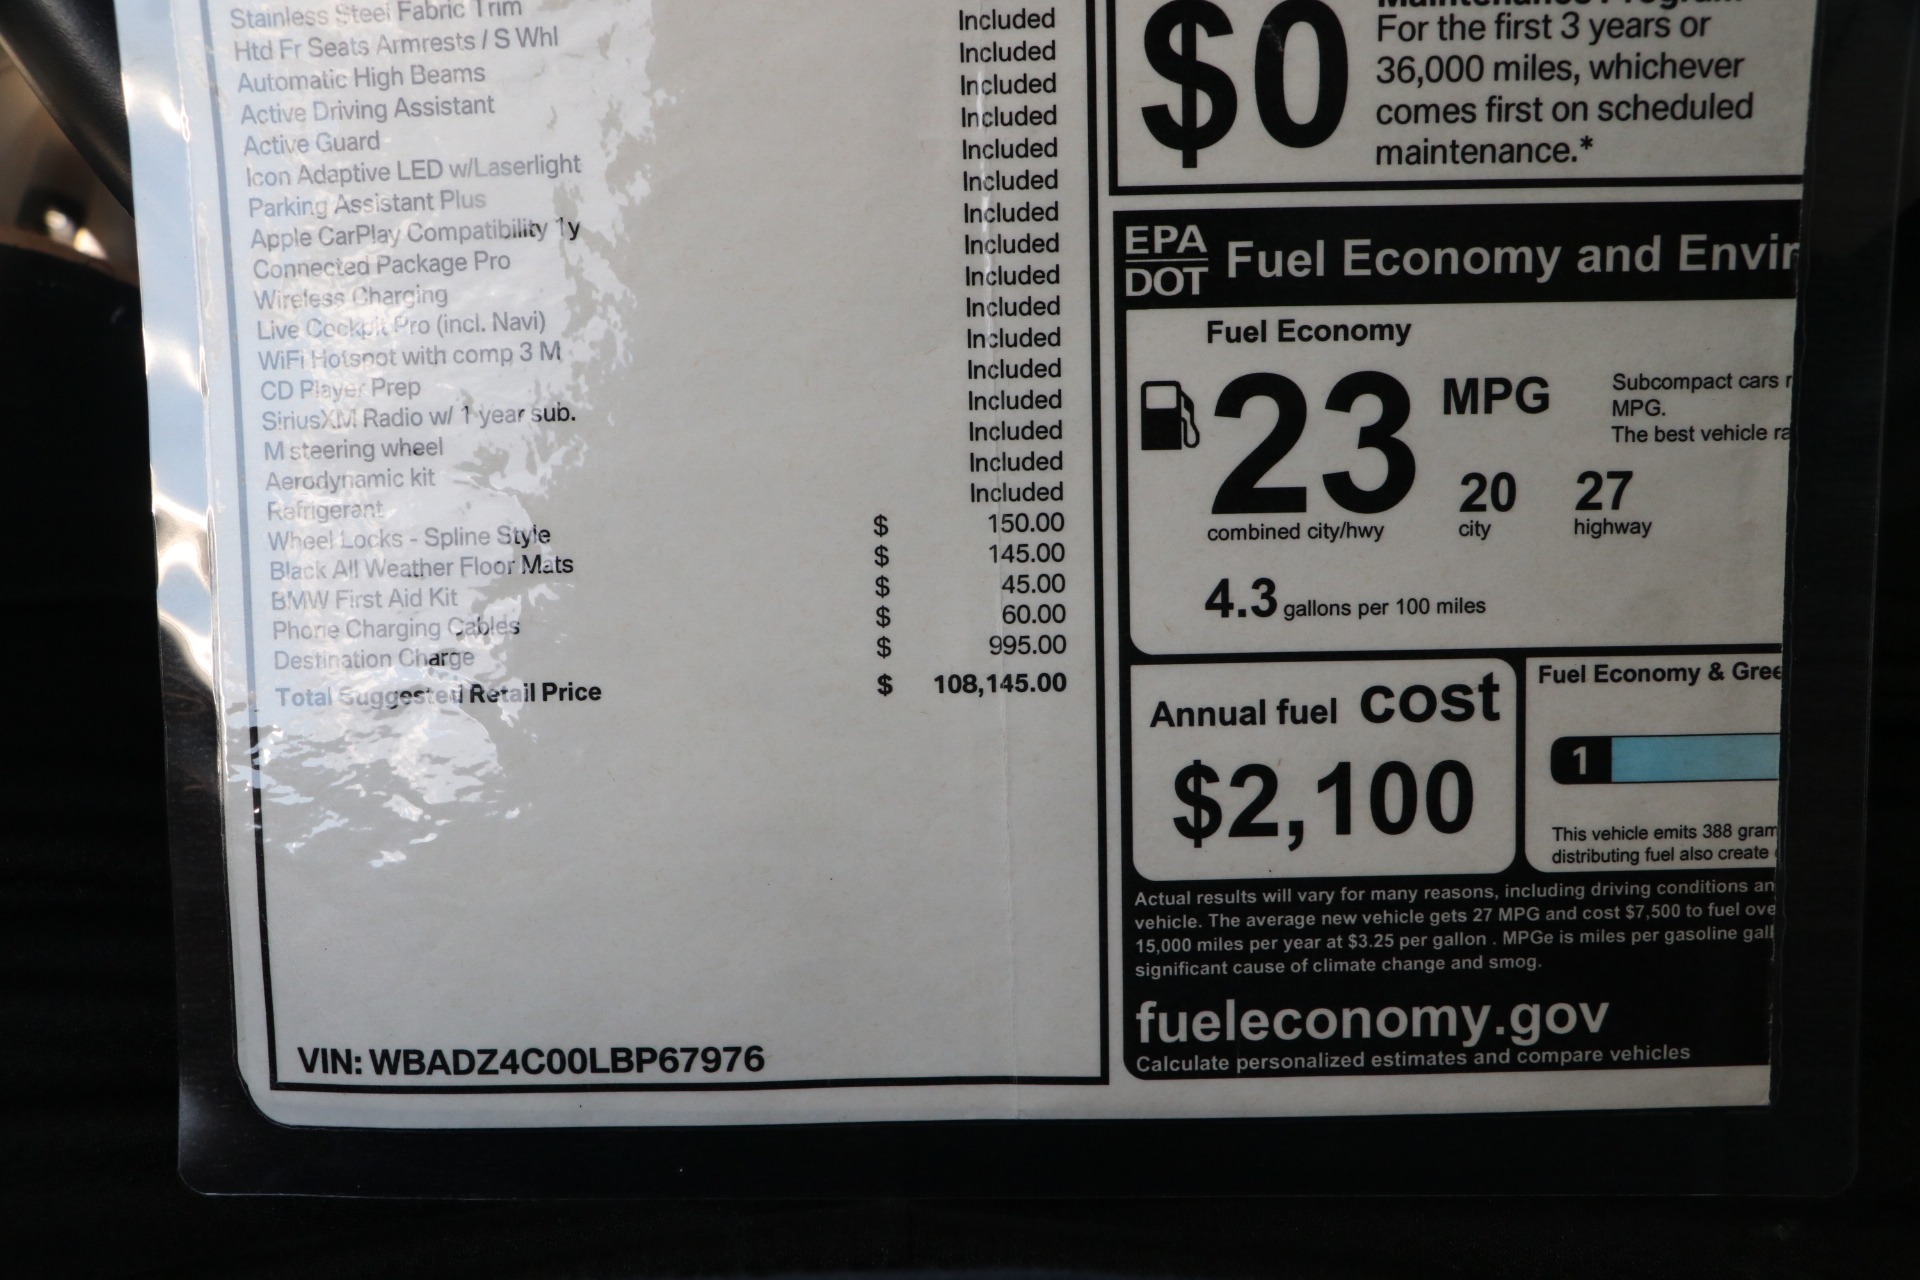 Stainless Steel Fabric Trim Included
Htd Fr Seats Armrests / S Whl Included
Automatic High Beams Included
Active Driving Assistant Included
Active Guard Included
Icon Adaptive LED w/Laserlight Included
Parking Assistant Plus Included
Apple CarPlay Compatibility 1y Included
Connected Package Pro Included
Wireless Charging Included
Live Cockpit Pro (incl. Navi) Included
WiFi Hotspot with comp 3 M Included
CD Player Prep Included
SiriusXM Radio w/ 1 year sub. Included
M steering wheel Included
Aerodynamic kit Included
Refrigerant
Wheel Locks - Spline Style $ 150.00
Black All Weather Floor Mats $ 145.00
BMW First Aid Kit $ 45.00
Phone Charging Cables $ 60.00
Destination Charge $ 995.00
Total Suggested Retail Price $ 108,145.00
VIN: WBADZ4C00LBP67976
Maintenance Program
$0
For the first 3 years or
36,000 miles, whichever
comes first on scheduled
maintenance.*
EPA
DOT
Fuel Economy and Envir
Fuel Economy
23
MPG
Subcompact cars r
MPG.
The best vehicle ra
combined city/hwy
20
city
27
highway
4.3 gallons per 100 miles
Annual fuel cost
$2,100
Fuel Economy & Gree
1
This vehicle emits 388 gram
distributing fuel also create
Actual results will vary for many reasons, including driving conditions an
vehicle. The average new vehicle gets 27 MPG and cost $7,500 to fuel ove
15,000 miles per year at $3.25 per gallon . MPGe is miles per gasoline gall
significant cause of climate change and smog.
fueleconomy.gov
Calculate personalized estimates and compare vehicles